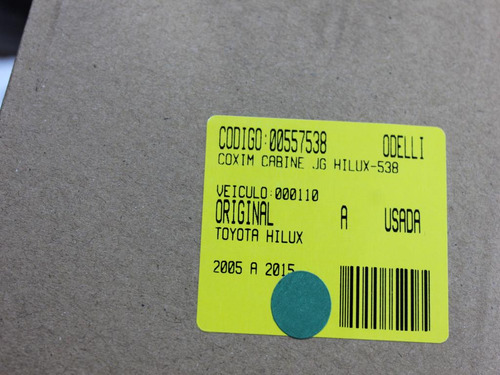 CODIGO:00557538 ODELLI
COXIM CABINE JG HILUX-538
VEICULO:000110
ORIGINAL A USADA
TOYOTA HILUX
2005 A 2015